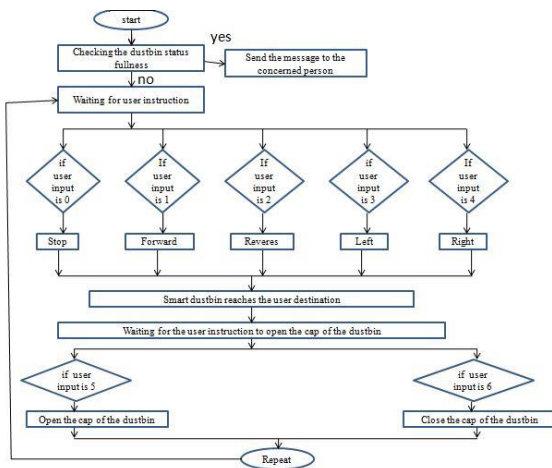 start
yes
Checking the dustbin status
fullness
Send the message to the
concerned person
no
Waiting for user instruction
if
user
input
is 0
If
user
input
is 1
If
user
input
is 2
if
user
input
is 3
If
user
input
is 4
Stop
Forward
Reveres
Left
Right
Smart dustbin reaches the user destination
Waiting for the user instruction to open the cap of the dustbin
if user
input is 5
if user
input is 6
Open the cap of the dustbin
Close the cap of the dustbin
Repeat